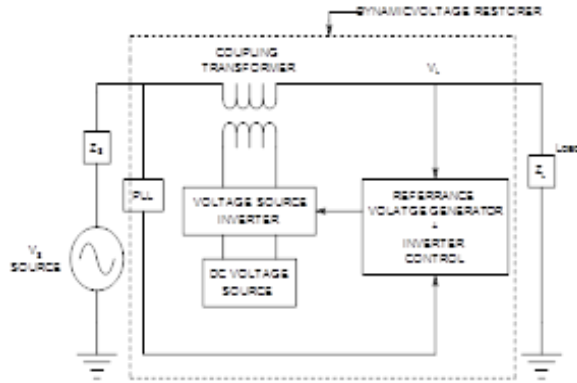 DYNAMICVOLTAGE RESTORER
COUPLING
TRANSFORMER
VL
Load
ZS
ZL
PLL
VOLTAGE SOURCE
INVERTER
REFERRANCE
VOLATGE GENERATOR
+
INVERTER
CONTROL
VS
SOURCE
DC VOLTAGE
SOURCE